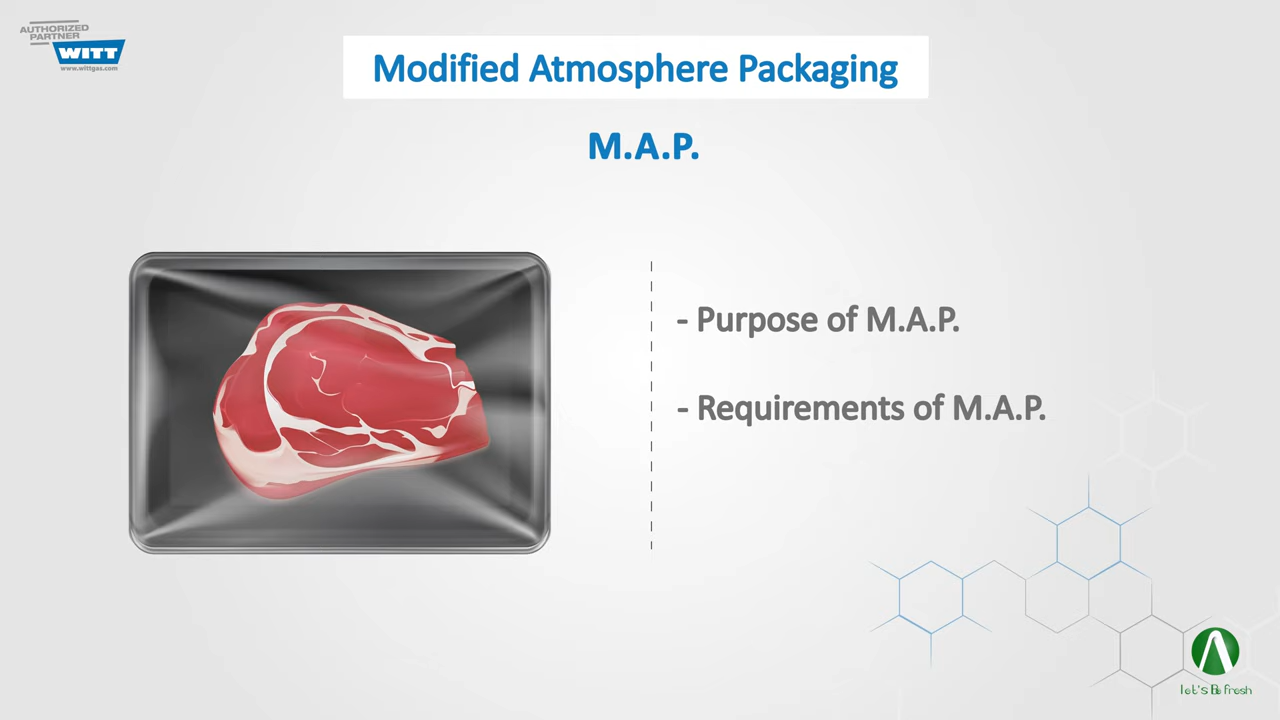 AUTHORIZED
PARTNER
WITT
www.wittgas.com
Modified Atmosphere Packaging
M.A.P.
- Purpose of M.A.P.
- Requirements of M.A.P.
let's Be fresh